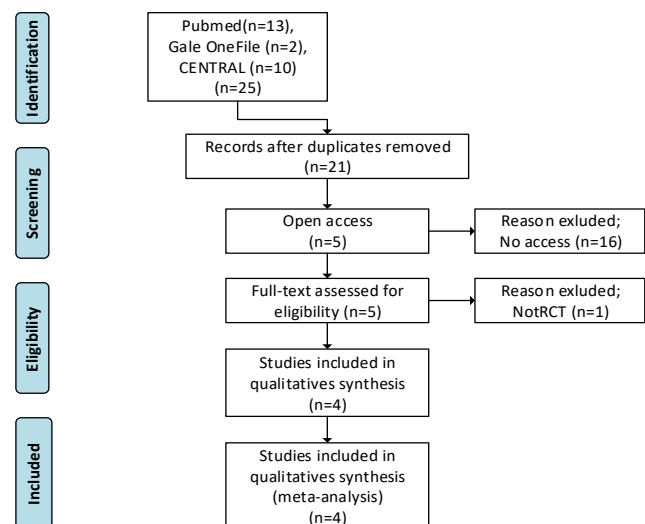 Identification
Pubmed(n=13),
Gale OneFile (n=2),
CENTRAL (n=10)
(n=25)
Records after duplicates removed
(n=21)
Screening
Open access
(n=5)
Reason exluded;
No access (n=16)
Eligibility
Full-text assessed for
eligibility (n=5)
Reason exluded;
NotRCT (n=1)
Studies included in
qualitatives synthesis
(n=4)
Included
Studies included in
qualitatives synthesis
(meta-analysis)
(n=4)